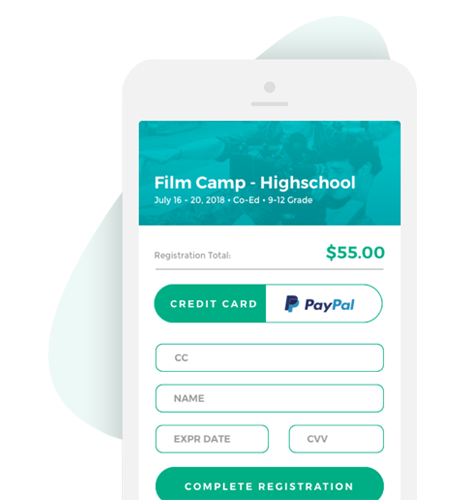 Film Camp - Highschool
July 16 - 20, 2018 • Co-Ed • 9-12 Grade
Registration Total: $55.00
CREDIT CARD PayPal
CC
NAME
EXPR DATE CVV
COMPLETE REGISTRATION